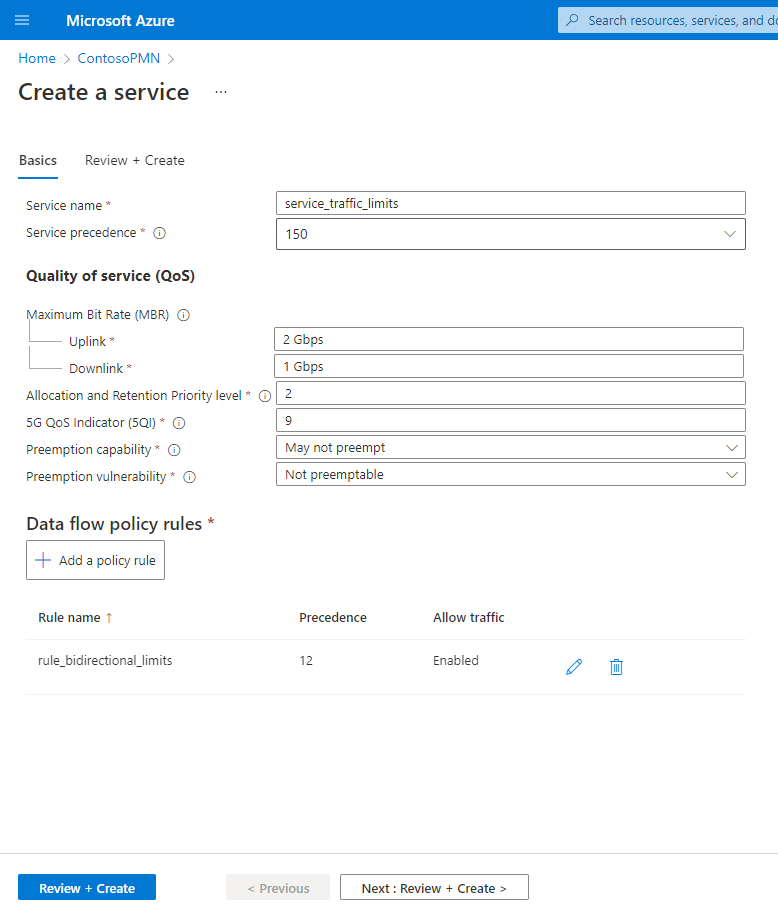 Microsoft Azure
Search resources, services, and do
Home > ContosoPMN >
Create a service ...
Basics Review + Create
Service name *
service_traffic_limits
Service precedence *
150
Quality of service (QoS)
Maximum Bit Rate (MBR)
Uplink *
2 Gbps
Downlink *
1 Gbps
Allocation and Retention Priority level *
2
5G QoS Indicator (5QI) *
9
Preemption capability *
May not preempt
Preemption vulnerability *
Not preemptable
Data flow policy rules *
+ Add a policy rule
Rule name ↑ Precedence Allow traffic
rule_bidirectional_limits 12 Enabled
Review + Create
< Previous
Next : Review + Create >